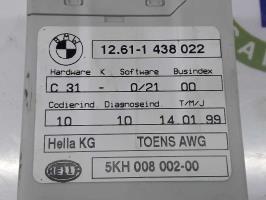 BMW
12.61-1 438 022
Hardware K Software Busindex
C 31 - 0/21 00
Codierind Diagnoseind T/M/J
10 10 14.01.99
Hella KG TOENS AWG
HELLA 5KH 008 002-00